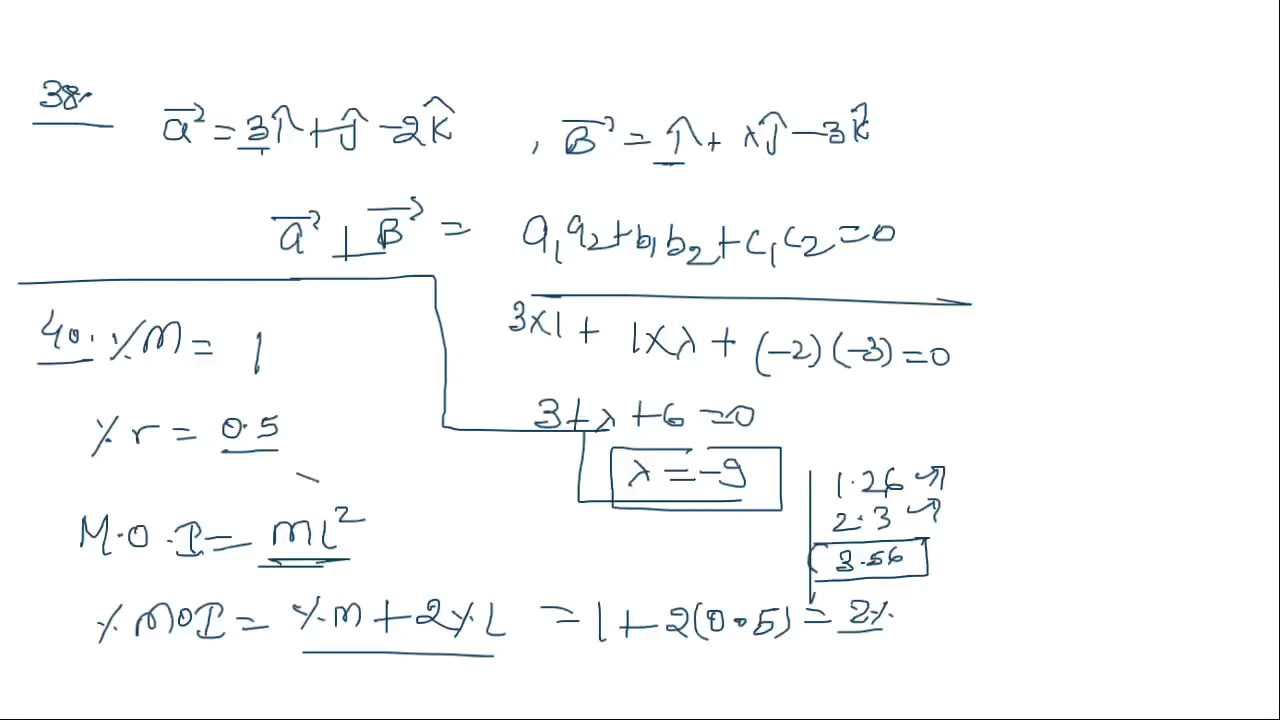 38.
a⃗ = 3î + ĵ - 2k̂ , B⃗ = î + λĵ - 3k̂
a⃗ ⊥ B⃗ = a₁a₂ + b₁b₂ + c₁c₂ = 0
3×1 + 1×λ + (-2)(-3) = 0
3 + λ + 6 = 0
λ = -9
40. %M = 1
% r = 0.5
M.O.I = ml²
% MOI = %m + 2%L = 1 + 2(0.5) = 2%
1.26
2.3
3.56